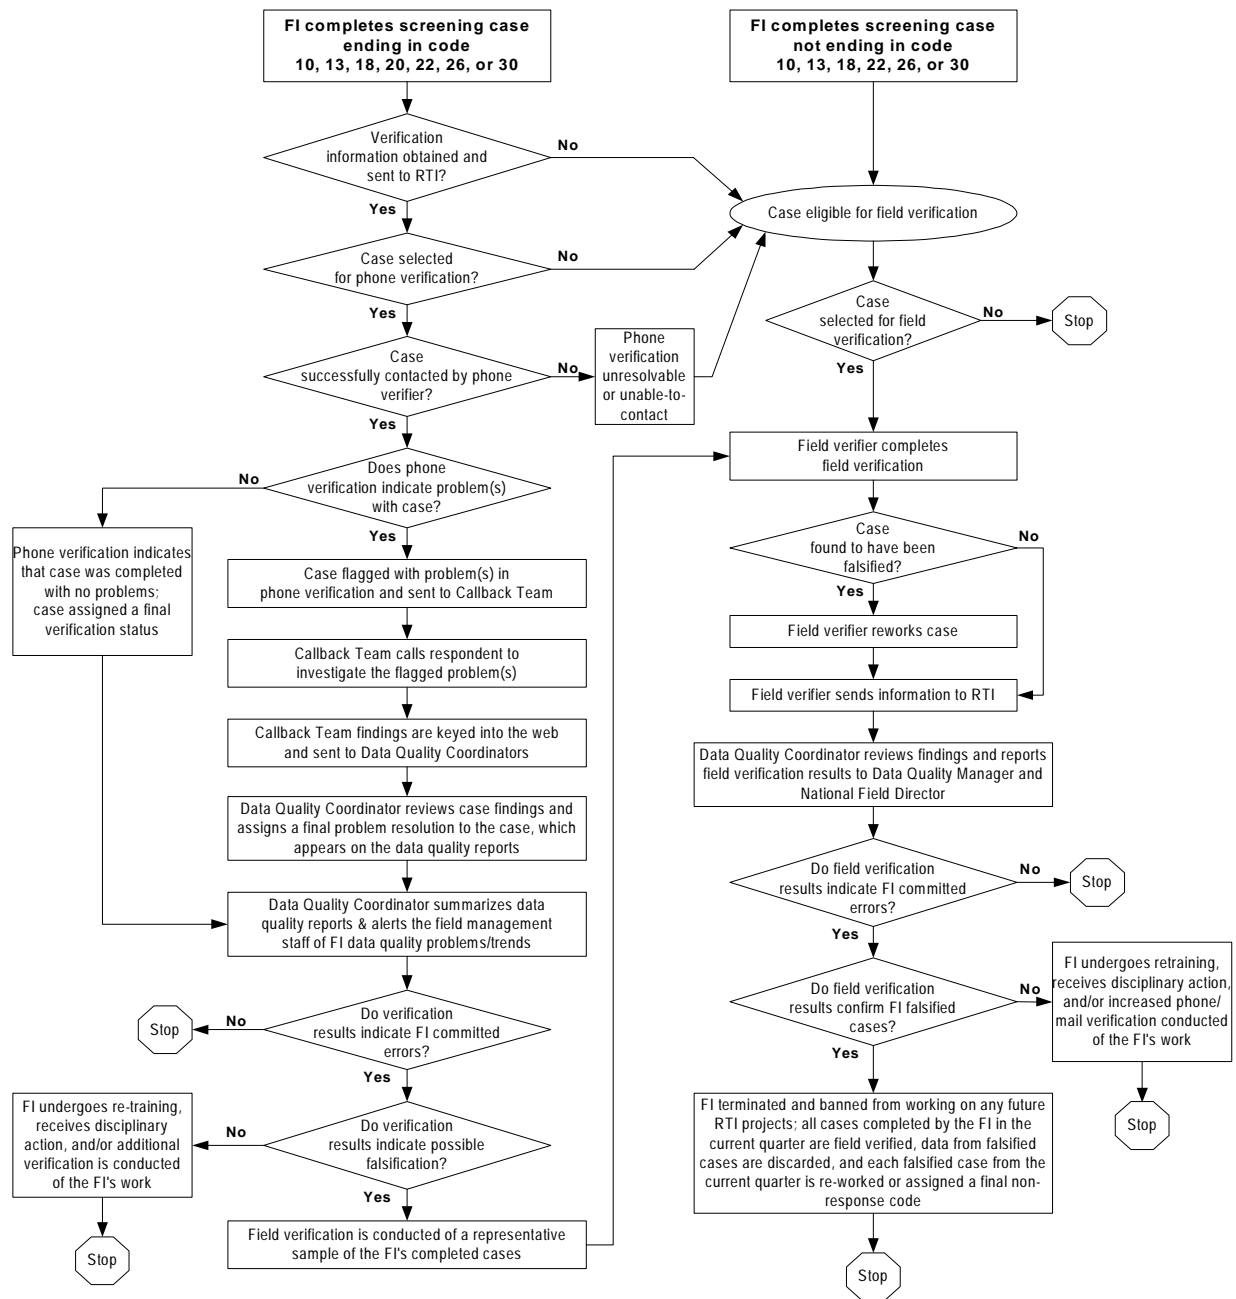 FI completes screening case
ending in code
10, 13, 18, 20, 22, 26, or 30
FI completes screening case
not ending in code
10, 13, 18, 22, 26, or 30
Verification
information obtained and
sent to RTI?
No
Yes
Case eligible for field verification
Case selected
for phone verification?
No
Yes
Case
selected for field
verification?
No
Stop
Yes
Case
successfully contacted by phone
verifier?
No
Yes
Phone
verification
unresolvable
or unable-to-
contact
Field verifier completes
field verification
Does phone
verification indicate problem(s)
with case?
No
Yes
Case
found to have been
falsified?
No
Yes
Phone verification indicates
that case was completed
with no problems;
case assigned a final
verification status
Case flagged with problem(s) in
phone verification and sent to Callback Team
Field verifier reworks case
Callback Team calls respondent to
investigate the flagged problem(s)
Field verifier sends information to RTI
Callback Team findings are keyed into the web
and sent to Data Quality Coordinators
Data Quality Coordinator reviews findings and reports
field verification results to Data Quality Manager and
National Field Director
Data Quality Coordinator reviews case findings and
assigns a final problem resolution to the case, which
appears on the data quality reports
Do field verification
results indicate FI committed
errors?
No
Stop
Yes
Data Quality Coordinator summarizes data
quality reports & alerts the field management
staff of FI data quality problems/trends
Do field verification
results confirm FI falsified
cases?
No
Yes
FI undergoes retraining,
receives disciplinary action,
and/or increased phone/
mail verification conducted
of the FI's work
Stop
Do verification
results indicate FI committed
errors?
No
Stop
Yes
FI terminated and banned from working on any future
RTI projects; all cases completed by the FI in the
current quarter are field verified, data from falsified
cases are discarded, and each falsified case from the
current quarter is re-worked or assigned a final non-
response code
Stop
Do verification
results indicate possible
falsification?
No
Yes
FI undergoes re-training,
receives disciplinary
action, and/or additional
verification is conducted
of the FI's work
Stop
Field verification is conducted of a representative
sample of the FI's completed cases